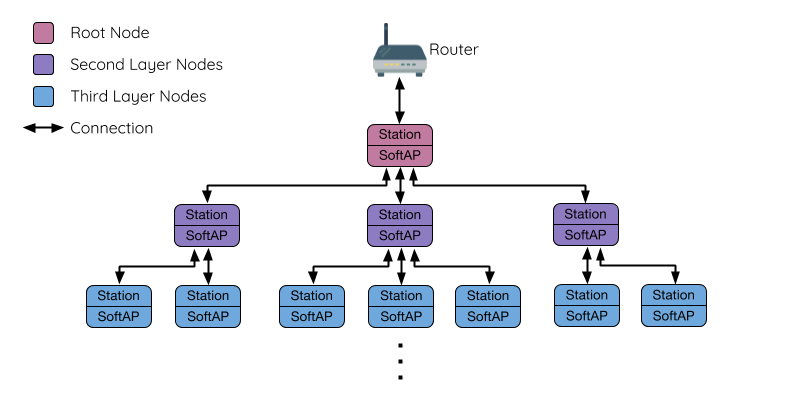 Root Node
Second Layer Nodes
Third Layer Nodes
Connection
Router
Station
SoftAP
Station
SoftAP
Station
SoftAP
Station
SoftAP
Station
SoftAP
Station
SoftAP
Station
SoftAP
Station
SoftAP
Station
SoftAP
Station
SoftAP
Station
SoftAP